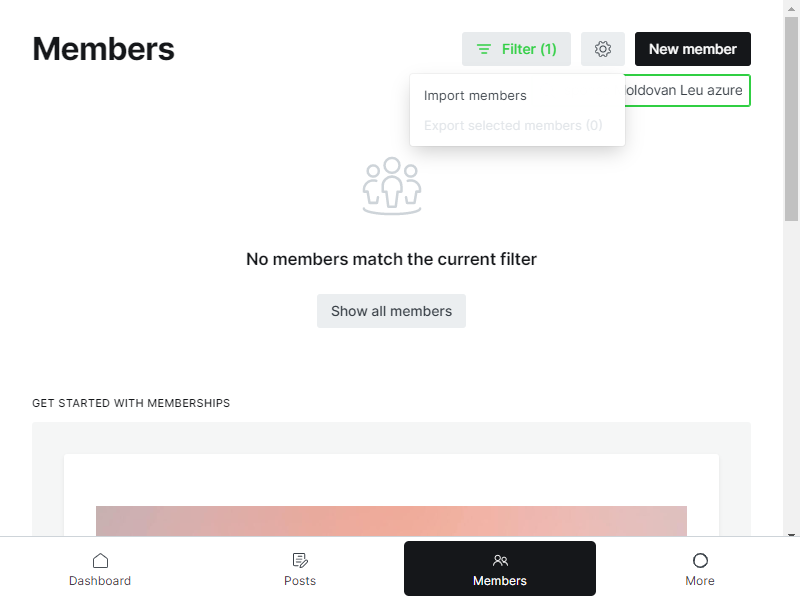 Members
Filter (1)
New member
Import members
Leu azure
Export selected members (0)
No members match the current filter
Show all members
GET STARTED WITH MEMBERSHIPS
Dashboard
Posts
Members
More